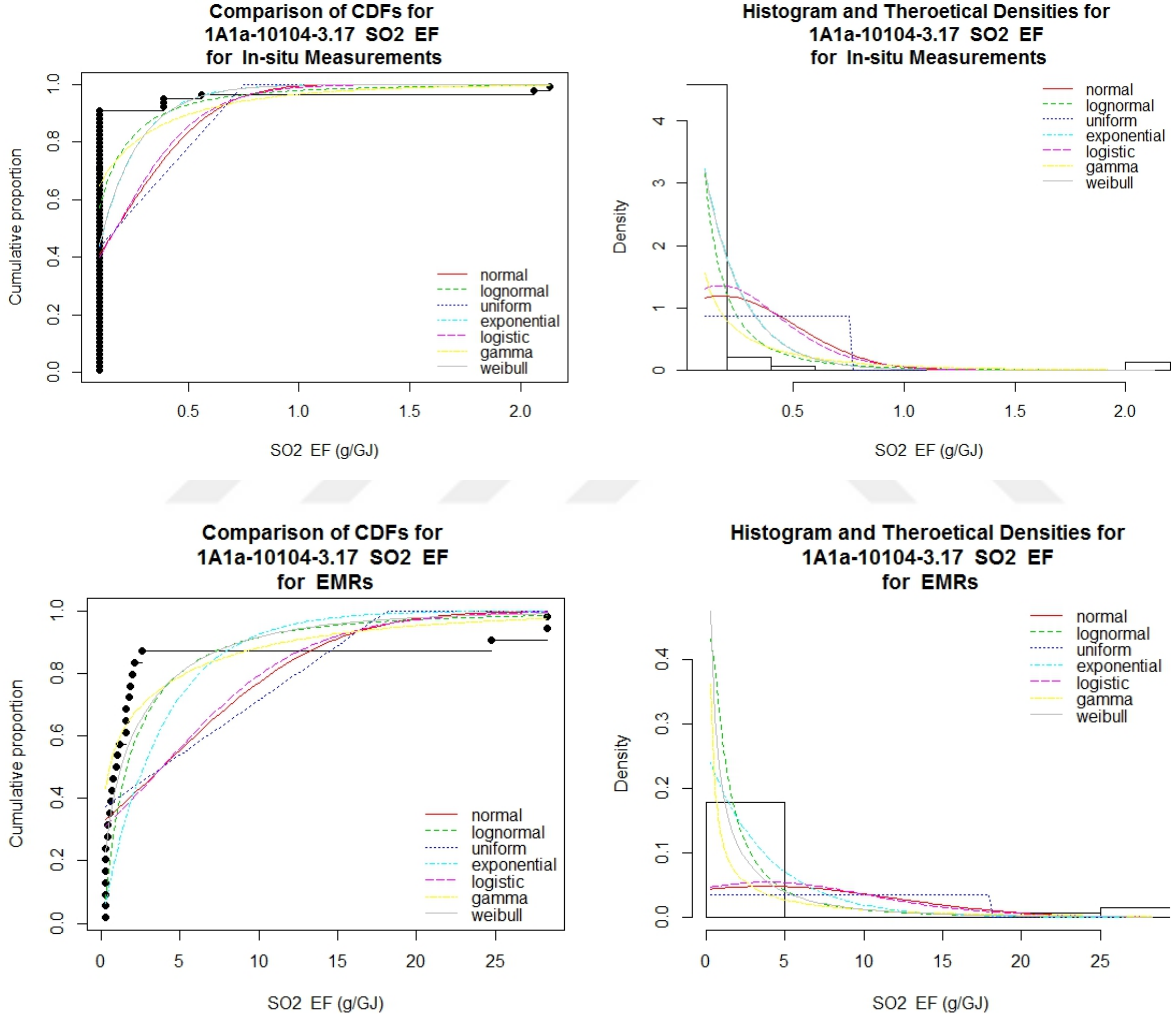 Comparison of CDFs for
1A1a-10104-3.17 SO2 EF
for In-situ Measurements
Cumulative proportion
1.0
0.8
0.6
0.4
0.2
0.0
normal
lognormal
uniform
exponential
logistic
gamma
weibull
0.5 1.0 1.5 2.0
SO2 EF (g/GJ)
Histogram and Theroetical Densities for
1A1a-10104-3.17 SO2 EF
for In-situ Measurements
Density
4
3
2
1
0
normal
lognormal
uniform
exponential
logistic
gamma
weibull
0.5 1.0 1.5 2.0
SO2 EF (g/GJ)
Comparison of CDFs for
1A1a-10104-3.17 SO2 EF
for EMRs
Cumulative proportion
1.0
0.8
0.6
0.4
0.2
0.0
normal
lognormal
uniform
exponential
logistic
gamma
weibull
0 5 10 15 20 25
SO2 EF (g/GJ)
Histogram and Theroetical Densities for
1A1a-10104-3.17 SO2 EF
for EMRs
Density
0.4
0.3
0.2
0.1
0.0
normal
lognormal
uniform
exponential
logistic
gamma
weibull
0 5 10 15 20 25
SO2 EF (g/GJ)